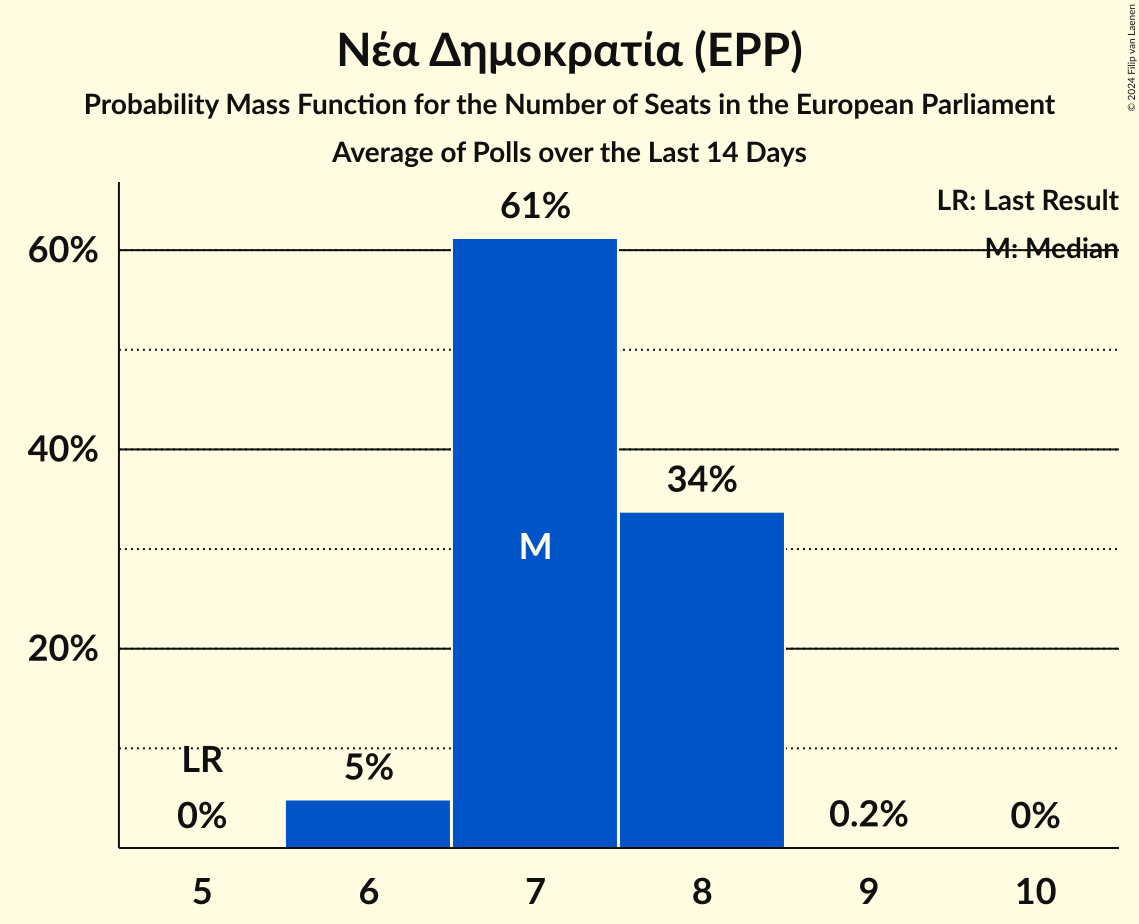 Νέα Δημοκρατία (EPP)
Probability Mass Function for the Number of Seats in the European Parliament
Average of Polls over the Last 14 Days
© 2024 Filip van Laenen
LR: Last Result
M: Median
61%
60%
40%
34%
M
20%
LR
5%
0%
0.2%
0%
5 6 7 8 9 10